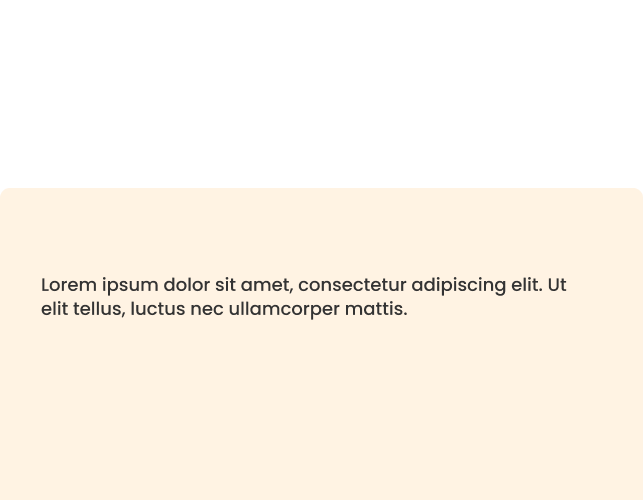 Lorem ipsum dolor sit amet, consectetur adipiscing elit. Ut
elit tellus, luctus nec ullamcorper mattis.